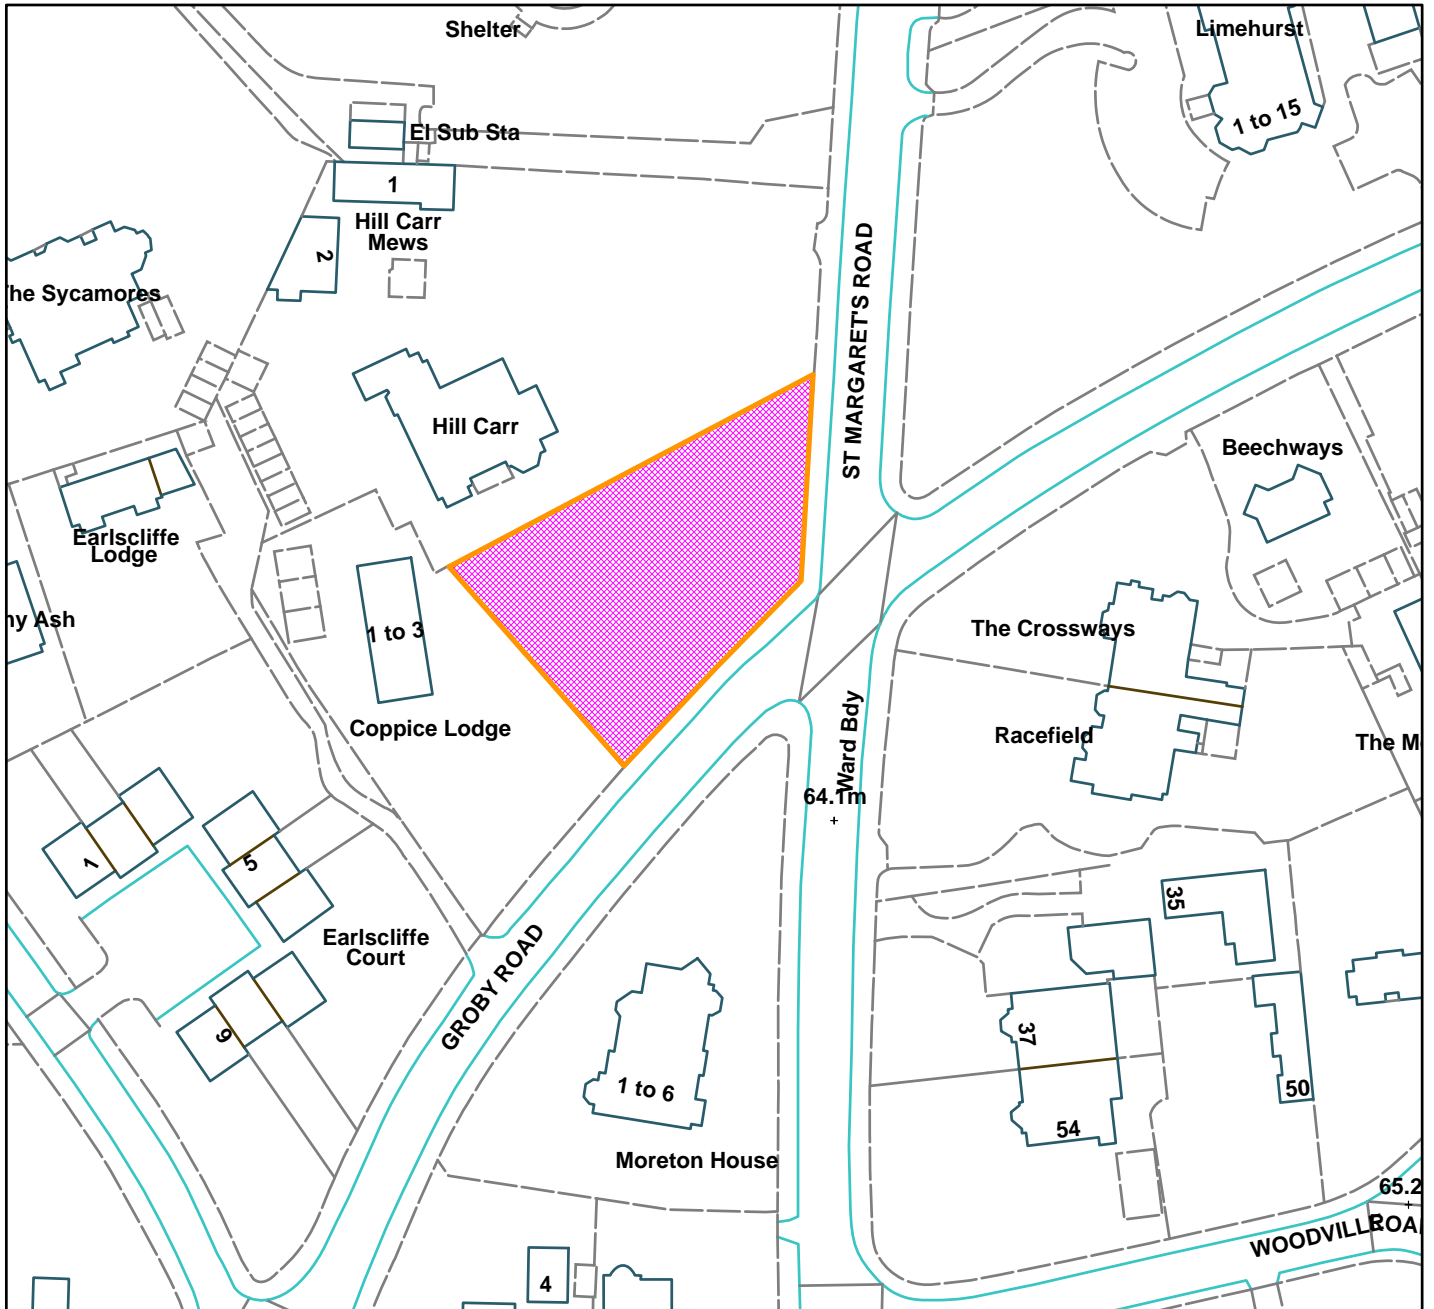 Shelter
Limehurst
1 to 15
El Sub Sta
1
Hill Carr
Mews
2
The Sycamores
ST MARGARET'S ROAD
Hill Carr
Beechways
Earlscliffe
Lodge
ny Ash
1 to 3
The Crossways
Coppice Lodge
Ward Bdy
Racefield
The M
64.1m
1
5
35
Earlscliffe
Court
GROBY ROAD
9
37
1 to 6
50
54
Moreton House
65.2
WOODVILLE
ROA
4